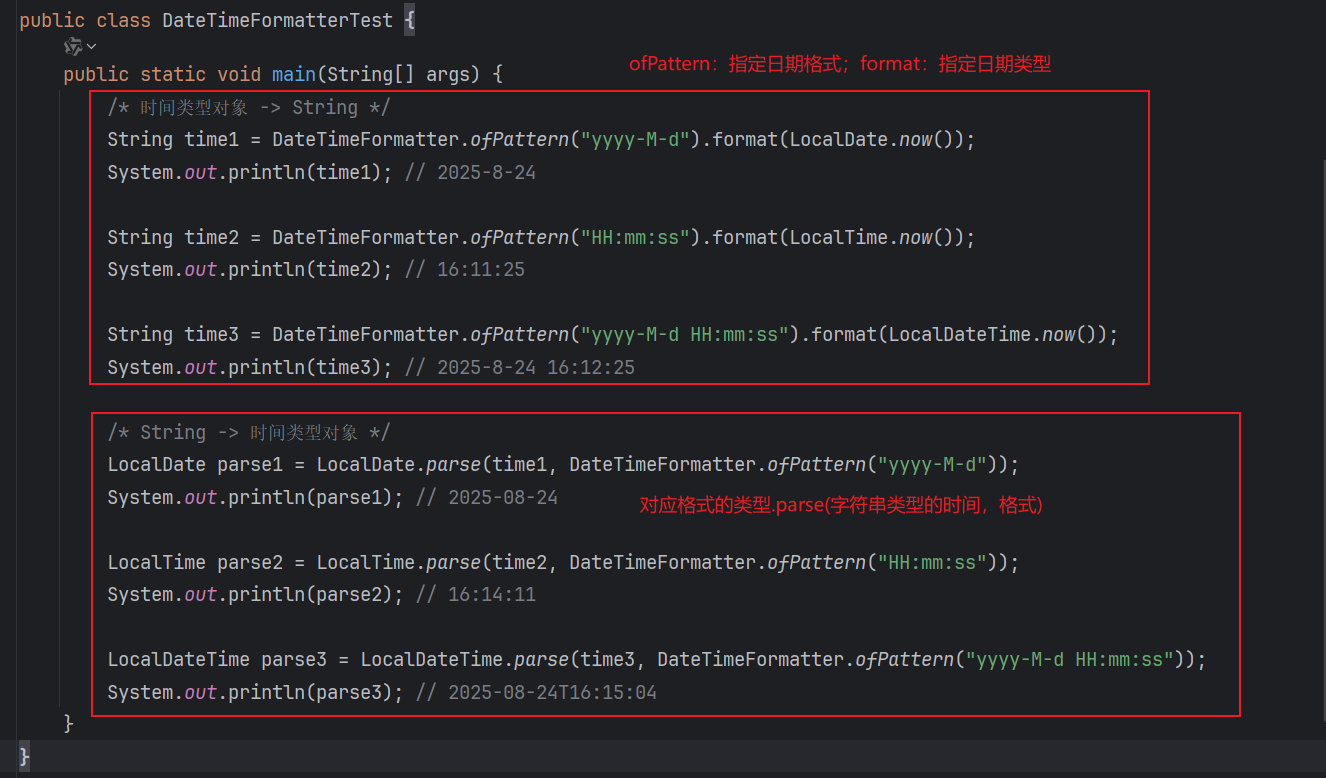 public class DateTimeFormatterTest {
ofPattern：指定日期格式；format：指定日期类型
public static void main(String[] args) {
/* 时间类型对象 -> String */
String time1 = DateTimeFormatter.ofPattern("yyyy-M-d").format(LocalDate.now());
System.out.println(time1); // 2025-8-24
String time2 = DateTimeFormatter.ofPattern("HH:mm:ss").format(LocalTime.now());
System.out.println(time2); // 16:11:25
String time3 = DateTimeFormatter.ofPattern("yyyy-M-d HH:mm:ss").format(LocalDateTime.now());
System.out.println(time3); // 2025-8-24 16:12:25
/* String -> 时间类型对象 */
LocalDate parse1 = LocalDate.parse(time1, DateTimeFormatter.ofPattern("yyyy-M-d"));
System.out.println(parse1); // 2025-08-24
对应格式的类型.parse(字符串类型的时间，格式)
LocalTime parse2 = LocalTime.parse(time2, DateTimeFormatter.ofPattern("HH:mm:ss"));
System.out.println(parse2); // 16:14:11
LocalDateTime parse3 = LocalDateTime.parse(time3, DateTimeFormatter.ofPattern("yyyy-M-d HH:mm:ss"));
System.out.println(parse3); // 2025-08-24T16:15:04
}
}